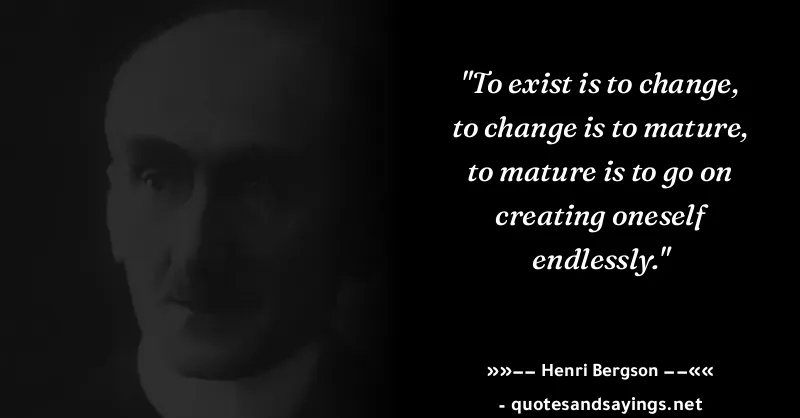 "To exist is to change,
to change is to mature,
to mature is to go on
creating oneself
endlessly."
»»−− Henri Bergson −−««
- quotesandsayings.net